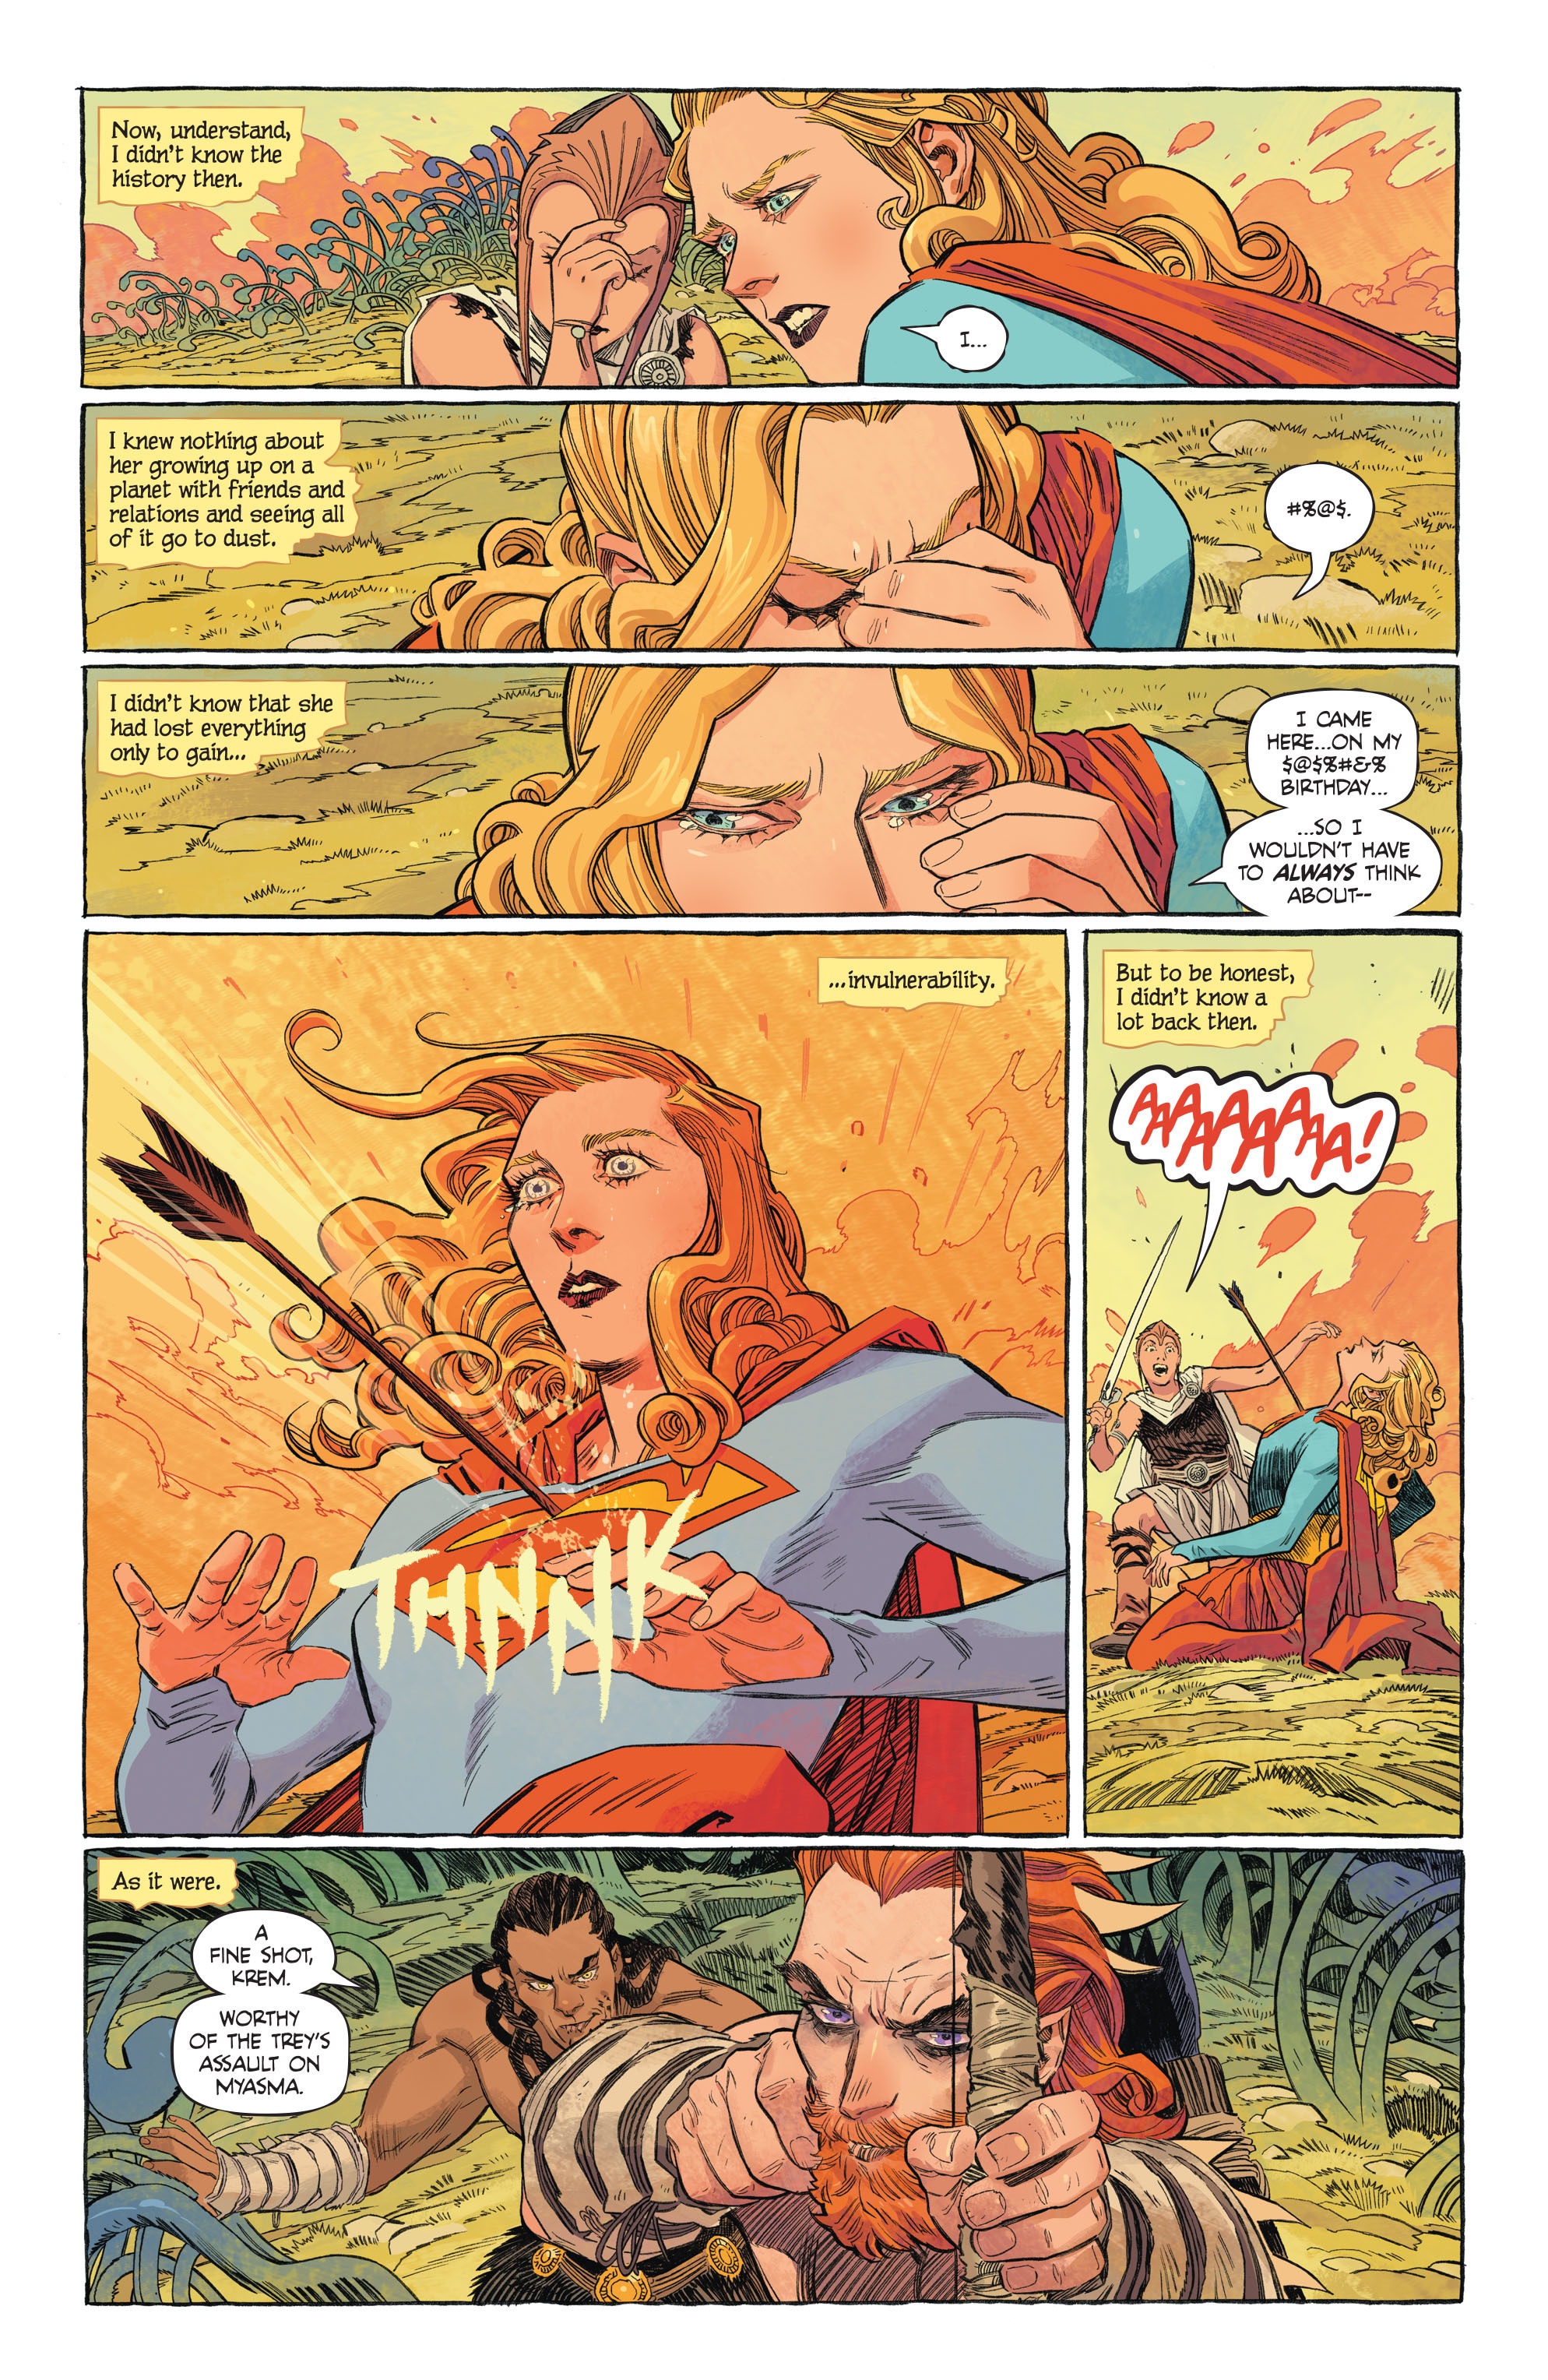 Now, understand,
I didn't know the
history then.
I...
I knew nothing about
her growing up on a
planet with friends and
relations and seeing all
of it go to dust.
#%@$.
I didn't know that she
had lost everything
only to gain...
I CAME
HERE...ON MY
$@$%#&%
BIRTHDAY...
...SO I
WOULDN'T HAVE
TO ALWAYS THINK
ABOUT--
...invulnerability.
THNNNK
But to be honest,
I didn't know a
lot back then.
AAAAAAAA!
As it were.
A
FINE SHOT,
KREM.
WORTHY
OF THE TREY'S
ASSAULT ON
MYASMA.